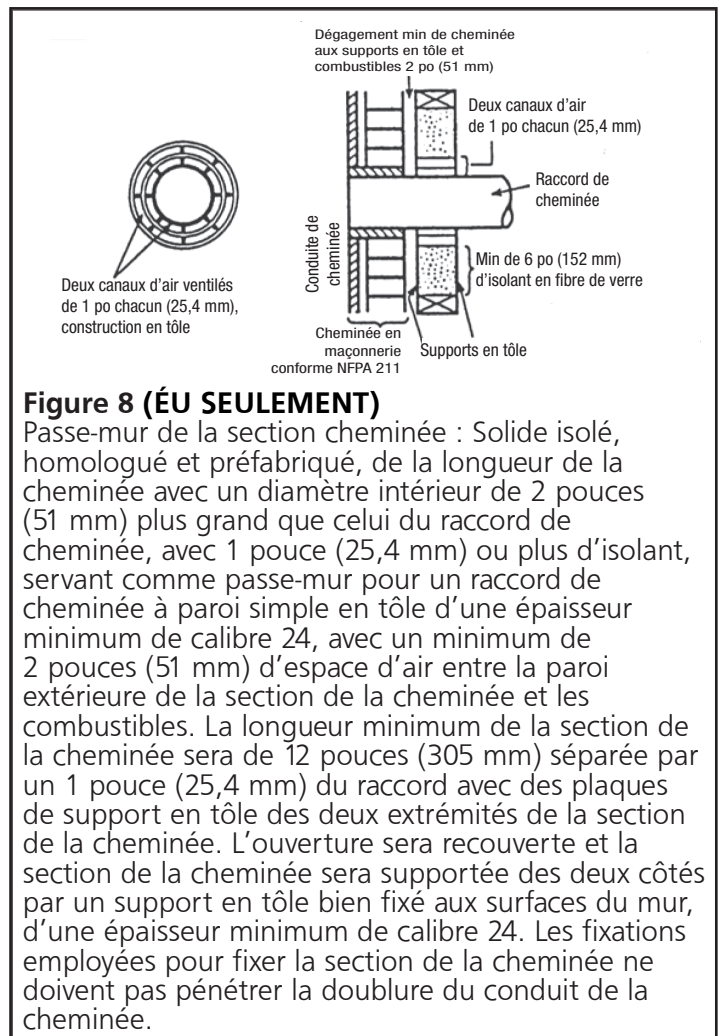 Dégagement min de cheminée
aux supports en tôle et
combustibles 2 po (51 mm)
Deux canaux d'air
de 1 po chacun (25,4 mm)
Raccord de
cheminée
Conduite de
cheminée
Deux canaux d'air ventilés
de 1 po chacun (25,4 mm),
construction en tôle
Min de 6 po (152 mm)
d'isolant en fibre de verre
Cheminée en
maçonnerie
conforme NFPA 211
Supports en tôle
Figure 8 (ÉU SEULEMENT)
Passe-mur de la section cheminée : Solide isolé,
homologué et préfabriqué, de la longueur de la
cheminée avec un diamètre intérieur de 2 pouces
(51 mm) plus grand que celui du raccord de
cheminée, avec 1 pouce (25,4 mm) ou plus d'isolant,
servant comme passe-mur pour un raccord de
cheminée à paroi simple en tôle d'une épaisseur
minimum de calibre 24, avec un minimum de
2 pouces (51 mm) d'espace d'air entre la paroi
extérieure de la section de la cheminée et les
combustibles. La longueur minimum de la section de
la cheminée sera de 12 pouces (305 mm) séparée par
un 1 pouce (25,4 mm) du raccord avec des plaques
de support en tôle des deux extrémités de la section
de la cheminée. L'ouverture sera recouverte et la
section de la cheminée sera supportée des deux côtés
par un support en tôle bien fixé aux surfaces du mur,
d'une épaisseur minimum de calibre 24. Les fixations
employées pour fixer la section de la cheminée ne
doivent pas pénétrer la doublure du conduit de la
cheminée.